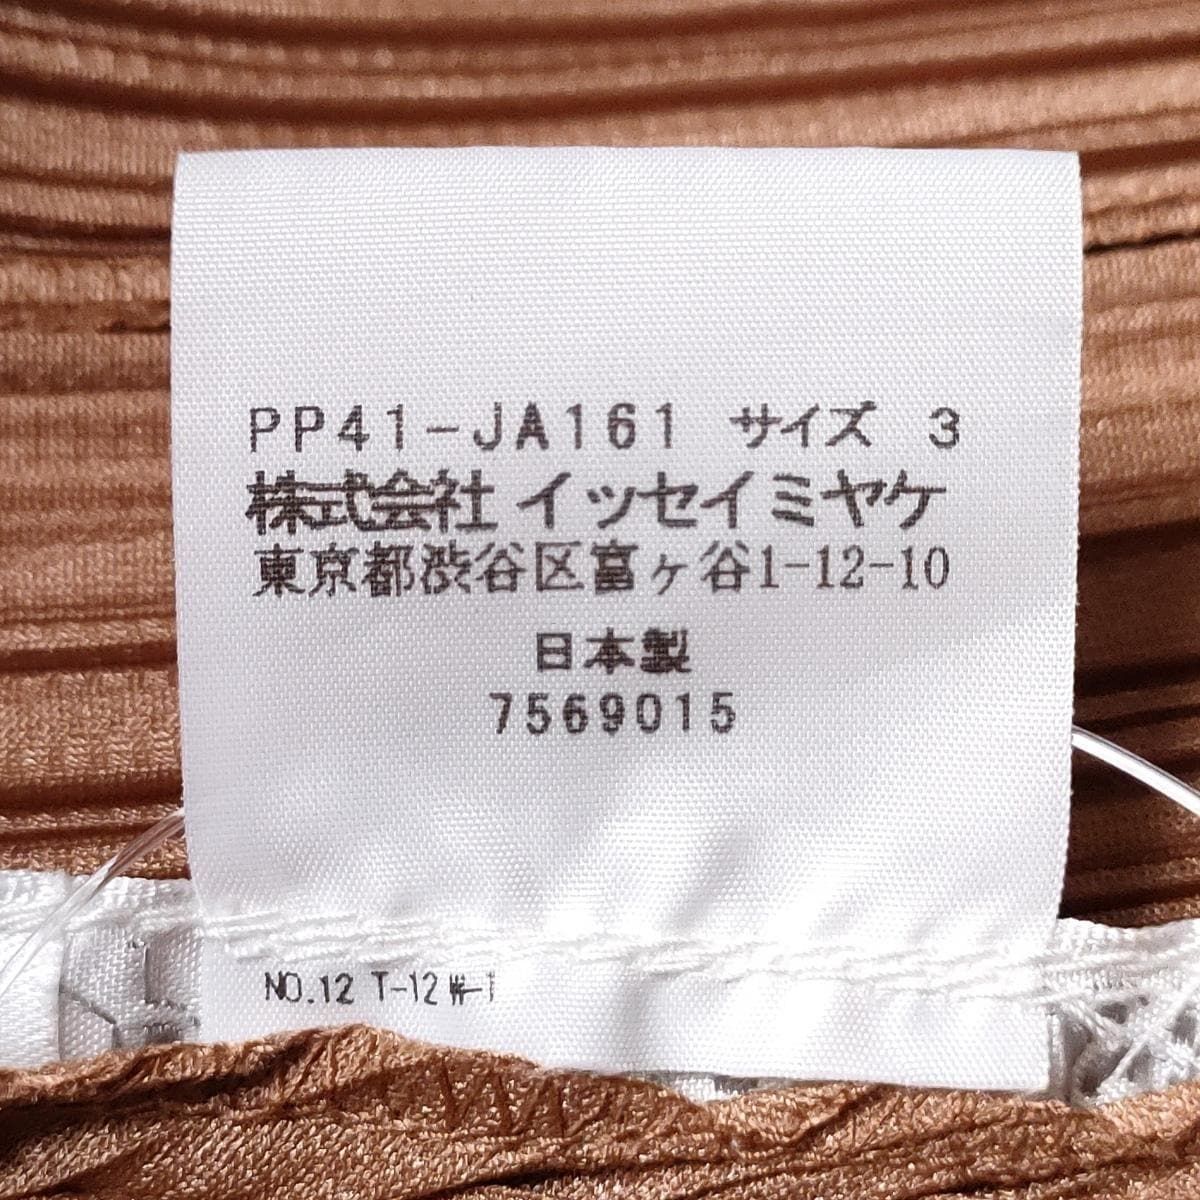 PP41-JA161 サイズ 3
株式会社 イッセイミヤケ
東京都渋谷区富ヶ谷1-12-10
日本製
7569015
NO.12 T-12